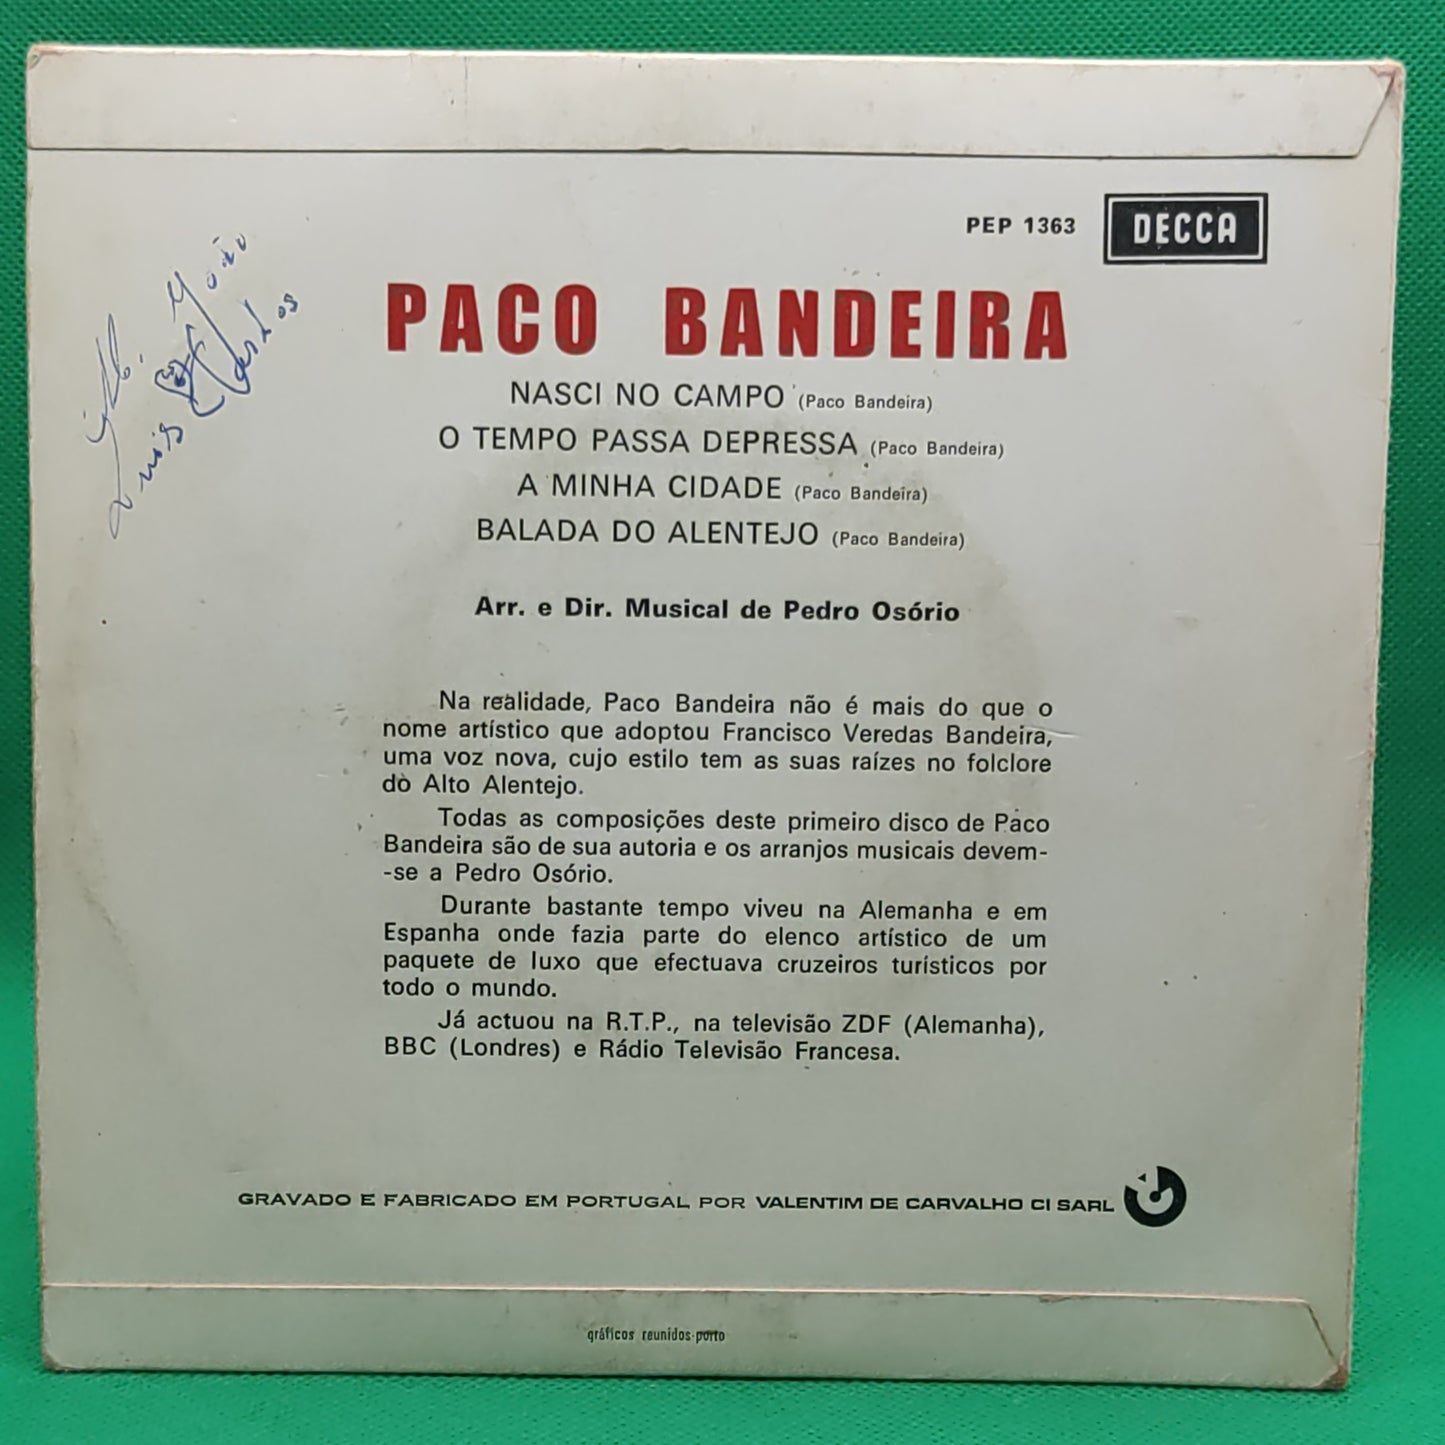 PEP 1363 DECCA
PACO BANDEIRA
NASCI NO CAMPO (Paco Bandeira)
O TEMPO PASSA DEPRESSA (Paco Bandeira)
A MINHA CIDADE (Paco Bandeira)
BALADA DO ALENTEJO (Paco Bandeira)
Arr. e Dir. Musical de Pedro Osório
Na realidade, Paco Bandeira não é mais do que o
nome artístico que adoptou Francisco Veredas Bandeira,
uma voz nova, cujo estilo tem as suas raízes no folclore
do Alto Alentejo.
Todas as composições deste primeiro disco de Paco
Bandeira são de sua autoria e os arranjos musicais devem-
-se a Pedro Osório.
Durante bastante tempo viveu na Alemanha e em
Espanha onde fazia parte do elenco artístico de um
paquete de luxo que efectuava cruzeiros turísticos por
todo o mundo.
Já actuou na R.T.P., na televisão ZDF (Alemanha),
BBC (Londres) e Rádio Televisão Francesa.
GRAVADO E FABRICADO EM PORTUGAL POR VALENTIM DE CARVALHO CI SARL
gráficos reunidos-porto